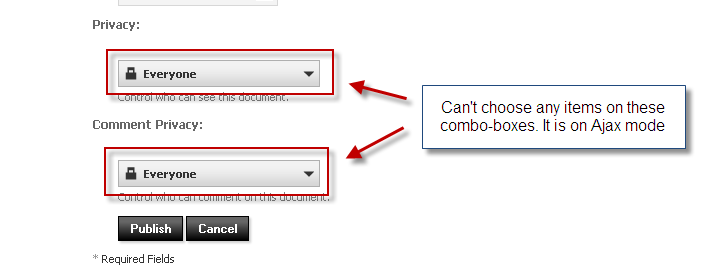 Privacy:
Everyone
Control who can see this document.
Can't choose any items on these
combo-boxes. It is on Ajax mode
Comment Privacy:
Everyone
Control who can comment on this document.
Publish Cancel
* Required Fields